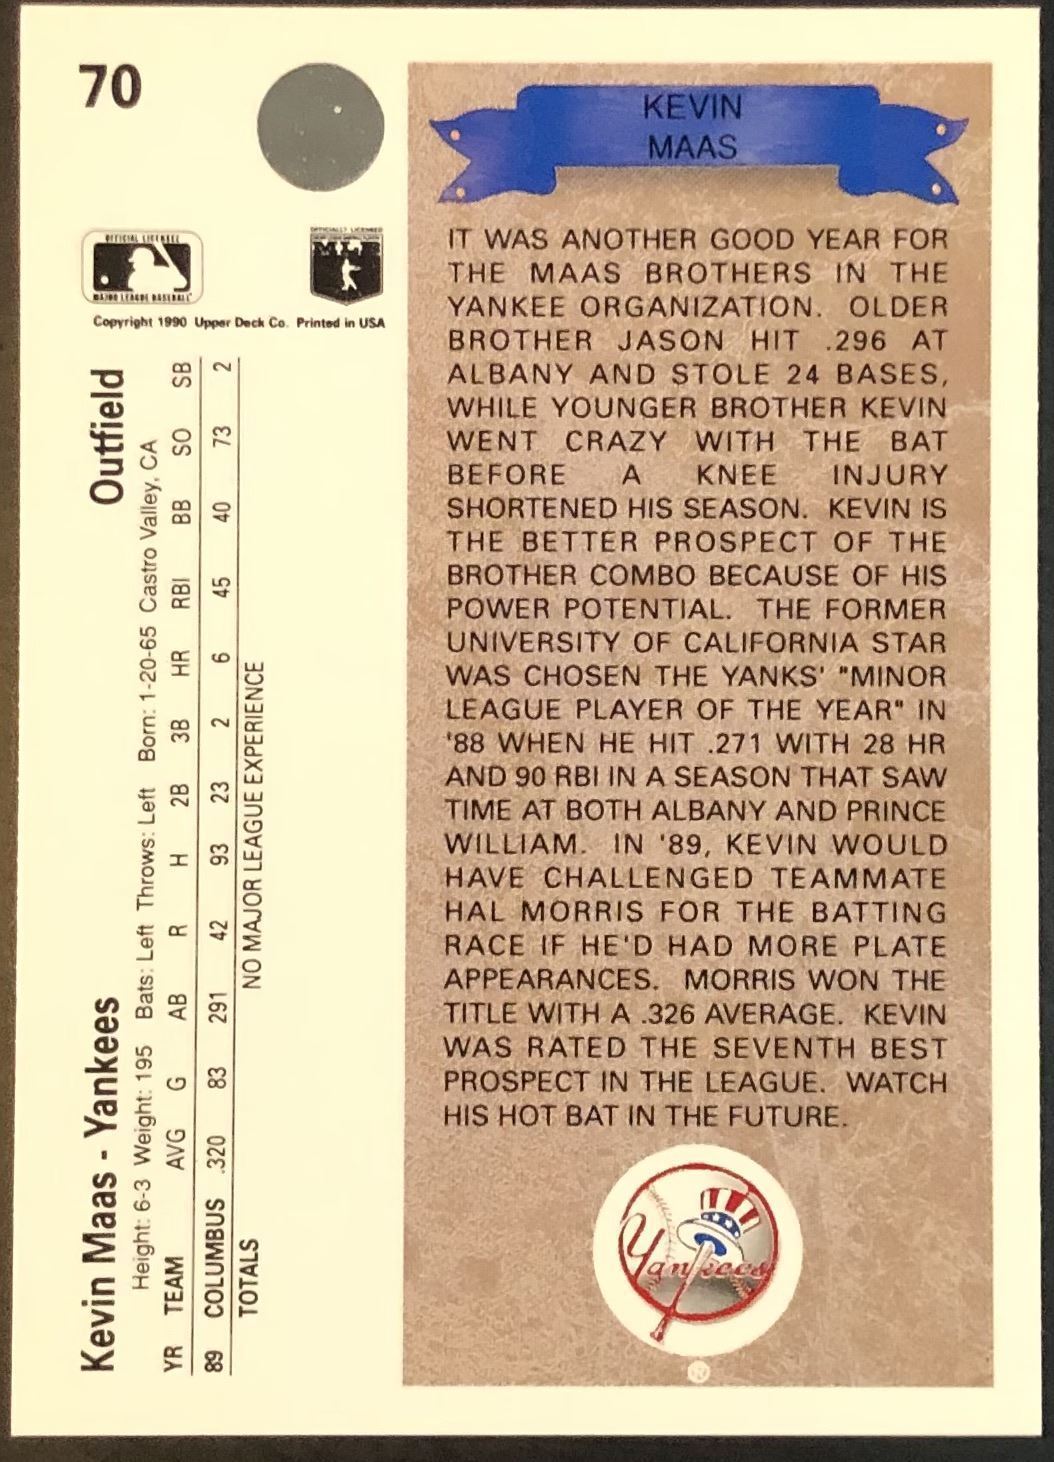 70
OFFICIAL LICENSEE
MAJOR LEAGUE BASEBALL
OFFICIALLY LICENSED
Copyright 1990 Upper Deck Co. Printed in USA
Kevin Maas - Yankees Outfield
Height: 6-3 Weight: 195 Bats: Left Throws: Left Born: 1-20-65 Castro Valley, CA
YR TEAM AVG G AB R H 2B 3B HR RBI BB SO SB
89 COLUMBUS .320 83 291 42 93 23 2 6 45 40 73 2
TOTALS NO MAJOR LEAGUE EXPERIENCE
KEVIN
MAAS
IT WAS ANOTHER GOOD YEAR FOR
THE MAAS BROTHERS IN THE
YANKEE ORGANIZATION. OLDER
BROTHER JASON HIT .296 AT
ALBANY AND STOLE 24 BASES,
WHILE YOUNGER BROTHER KEVIN
WENT CRAZY WITH THE BAT
BEFORE A KNEE INJURY
SHORTENED HIS SEASON. KEVIN IS
THE BETTER PROSPECT OF THE
BROTHER COMBO BECAUSE OF HIS
POWER POTENTIAL. THE FORMER
UNIVERSITY OF CALIFORNIA STAR
WAS CHOSEN THE YANKS' "MINOR
LEAGUE PLAYER OF THE YEAR" IN
'88 WHEN HE HIT .271 WITH 28 HR
AND 90 RBI IN A SEASON THAT SAW
TIME AT BOTH ALBANY AND PRINCE
WILLIAM. IN '89, KEVIN WOULD
HAVE CHALLENGED TEAMMATE
HAL MORRIS FOR THE BATTING
RACE IF HE'D HAD MORE PLATE
APPEARANCES. MORRIS WON THE
TITLE WITH A .326 AVERAGE. KEVIN
WAS RATED THE SEVENTH BEST
PROSPECT IN THE LEAGUE. WATCH
HIS HOT BAT IN THE FUTURE.
Yankees